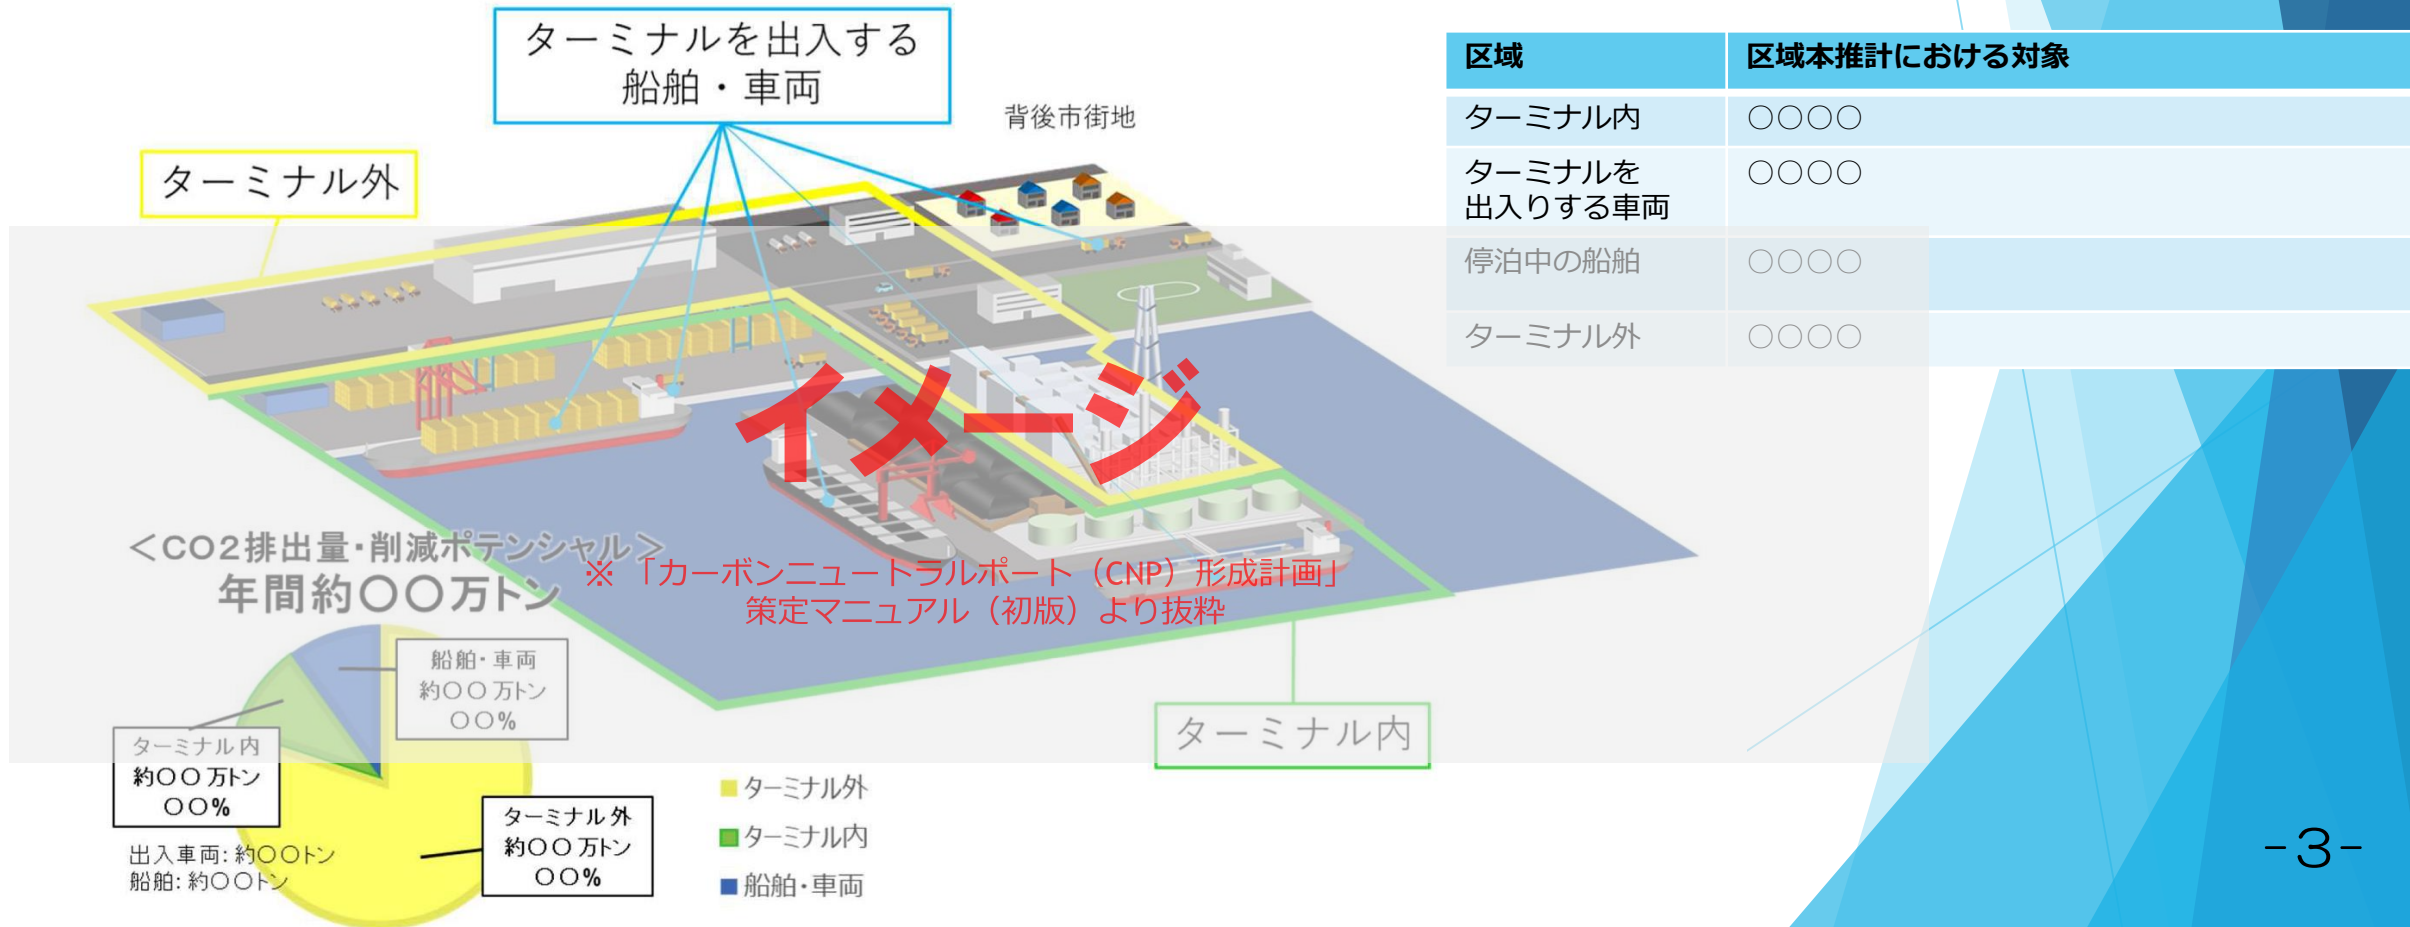 ターミナルを出入する
船舶・車両
背後市街地
ターミナル外
区域
区域本推計における対象
ターミナル内
○○○○
ターミナルを
出入りする車両
○○○○
停泊中の船舶
○○○○
ターミナル外
○○○○
イメージ
※「カーボンニュートラルポート（CNP）形成計画」
策定マニュアル（初版）より抜粋
＜CO2排出量・削減ポテンシャル＞
年間約〇〇万トン
船舶・車両
約〇〇万トン
〇〇%
ターミナル内
約〇〇万トン
〇〇%
ターミナル外
約〇〇万トン
〇〇%
出入車両: 約〇〇トン
船舶: 約〇〇トン
ターミナル外
ターミナル内
船舶・車両
ターミナル内
-3-